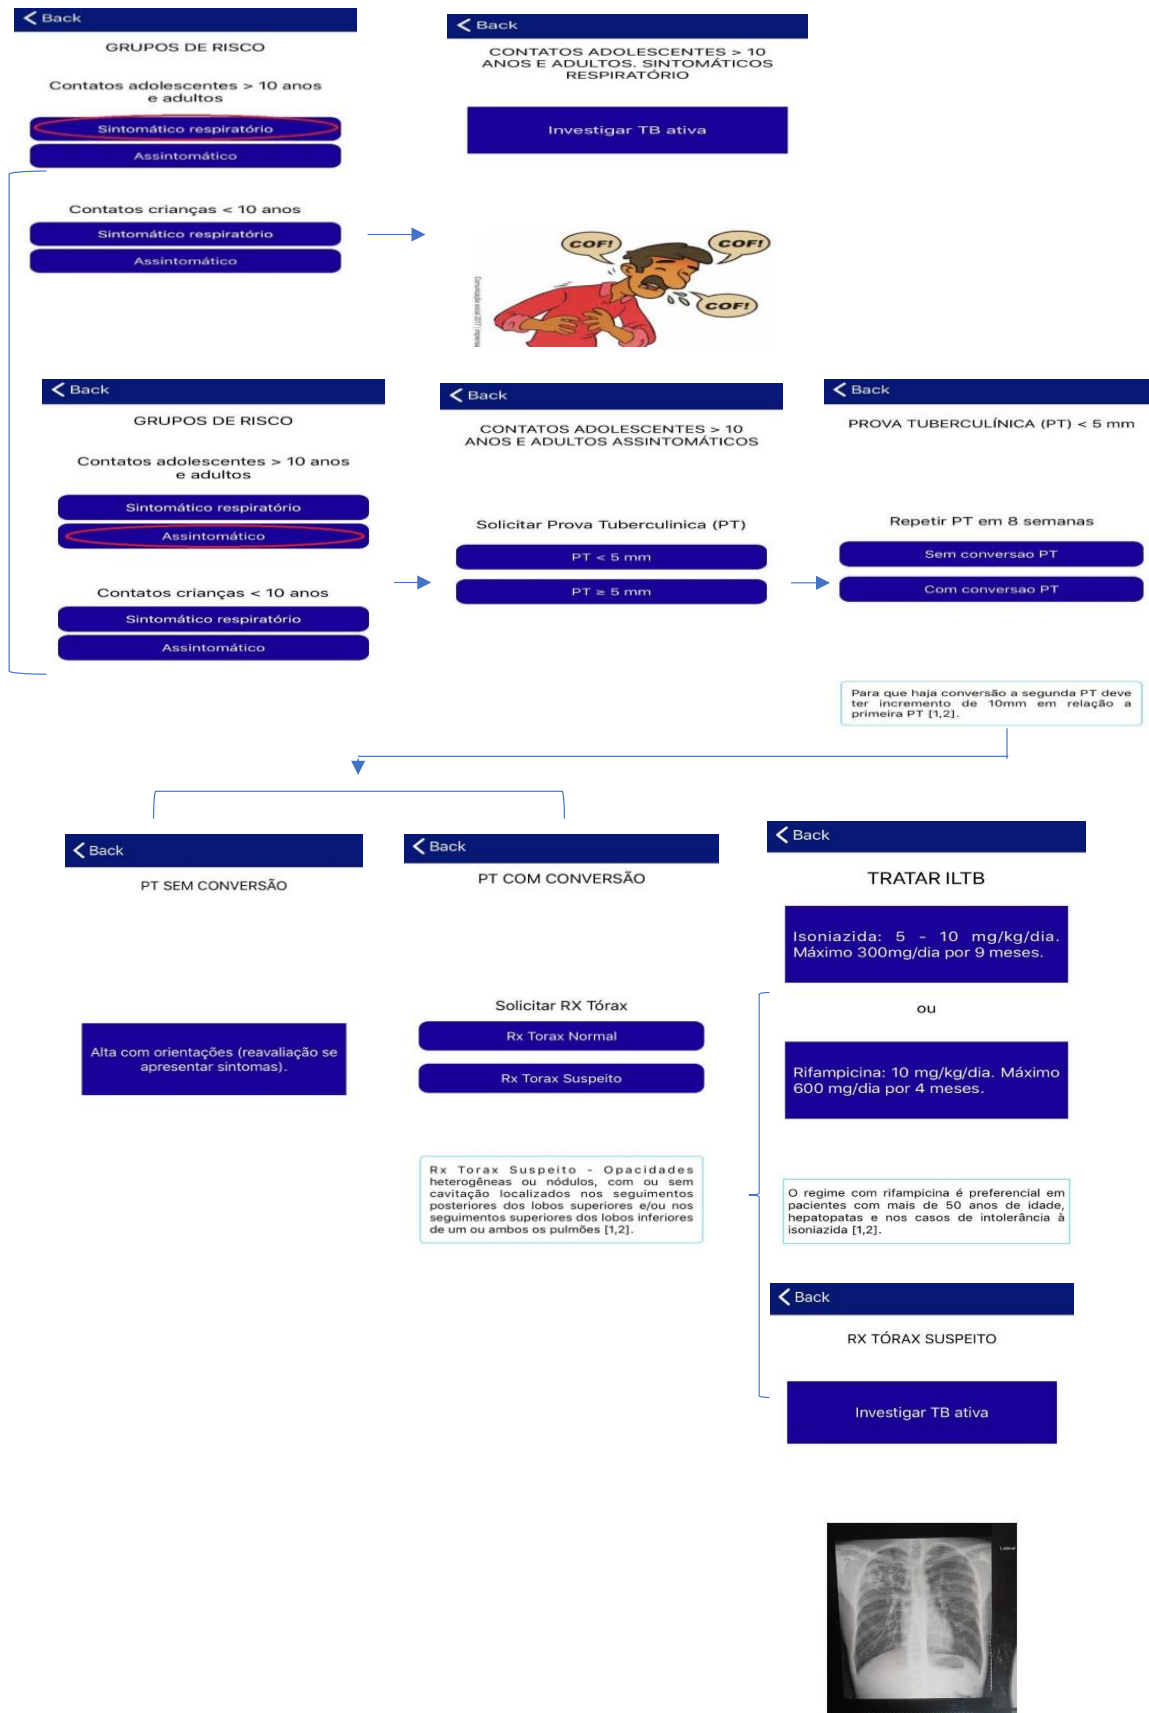 Back
GRUPOS DE RISCO
Contatos adolescentes > 10 anos
e adultos
Sintomático respiratório
Assintomático
Contatos crianças < 10 anos
Sintomático respiratório
Assintomático
Back
CONTATOS ADOLESCENTES > 10
ANOS E ADULTOS. SINTOMÁTICOS
RESPIRATÓRIO
Investigar TB ativa
COF!
COF!
COF!
Back
GRUPOS DE RISCO
Contatos adolescentes > 10 anos
e adultos
Sintomático respiratório
Assintomático
Contatos crianças < 10 anos
Sintomático respiratório
Assintomático
Back
CONTATOS ADOLESCENTES > 10
ANOS E ADULTOS ASSINTOMÁTICOS
Solicitar Prova Tuberculinica (PT)
PT < 5 mm
PT ≥ 5 mm
Back
PROVA TUBERCULÍNICA (PT) < 5 mm
Repetir PT em 8 semanas
Sem conversao PT
Com conversao PT
Para que haja conversão a segunda PT deve
ter incremento de 10mm em relação a
primeira PT [1,2].
Back
PT SEM CONVERSÃO
Alta com orientações (reavaliação se
apresentar sintomas).
Back
PT COM CONVERSÃO
Solicitar RX Tórax
Rx Torax Normal
Rx Torax Suspeito
Rx Torax Suspeito - Opacidades
heterogêneas ou nódulos, com ou sem
cavitação localizados nos seguimentos
posteriores dos lobos superiores e/ou nos
seguimentos superiores dos lobos inferiores
de um ou ambos os pulmões [1,2].
Back
TRATAR ILTB
Isoniazida: 5 - 10 mg/kg/dia.
Máximo 300mg/dia por 9 meses.
ou
Rifampicina: 10 mg/kg/dia. Máximo
600 mg/dia por 4 meses.
O regime com rifampicina é preferencial em
pacientes com mais de 50 anos de idade,
hepatopatas e nos casos de intolerância à
isoniazida [1,2].
Back
RX TÓRAX SUSPEITO
Investigar TB ativa